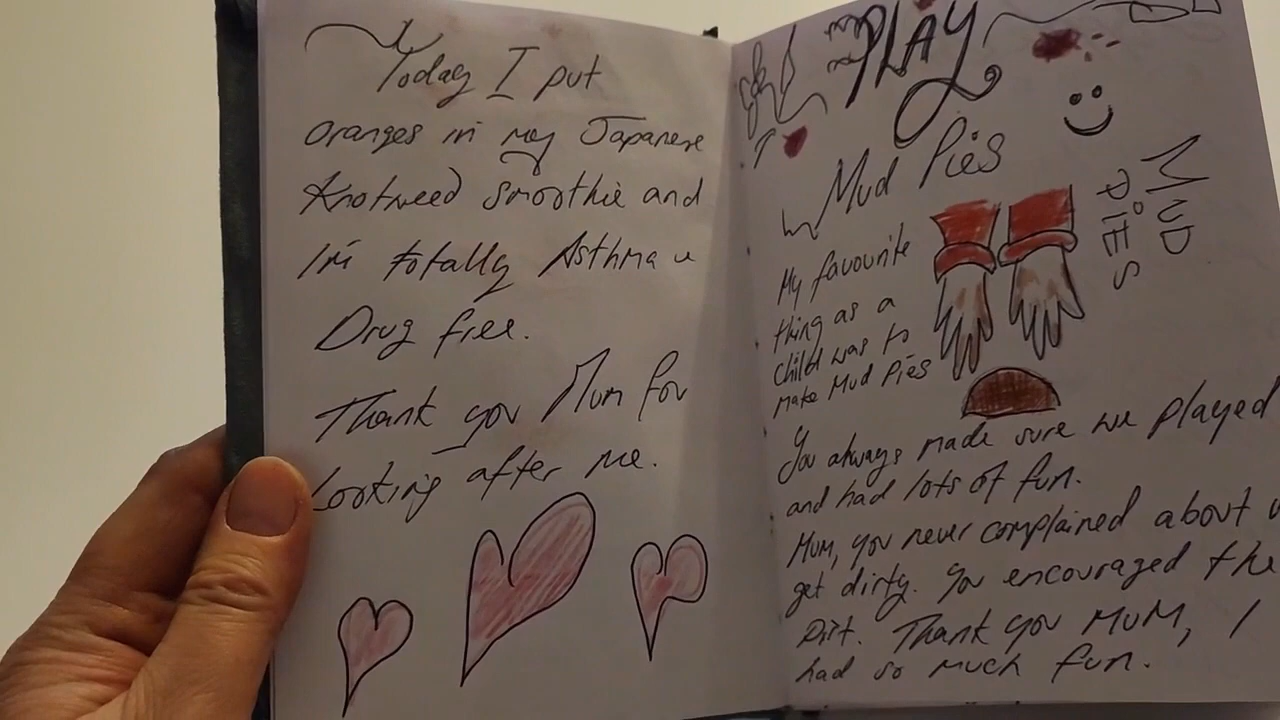 Today I put
oranges in my Japanese
Knotweed smoothie and
I'm totally Asthma u
Drug free.
Thank you Mum for
Looking after me.
PLAY
Mud Pies
MUD
PiES
My favourite
thing as a
child was to
make Mud Pies
You always made sure we played
and had lots of fun.
Mum, you never complained about u
get dirty. You encouraged the
Dirt. Thank you MUM, I
had so much fun.